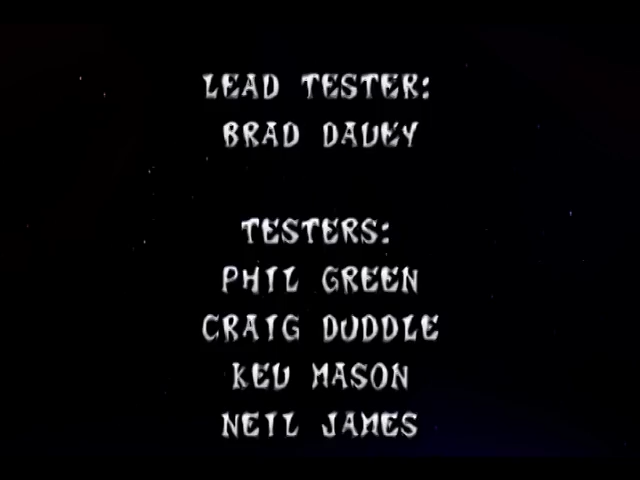 LEAD TESTER:
BRAD DAVEY
TESTERS:
PHIL GREEN
CRAIG DUDDLE
KEV MASON
NEIL JAMES